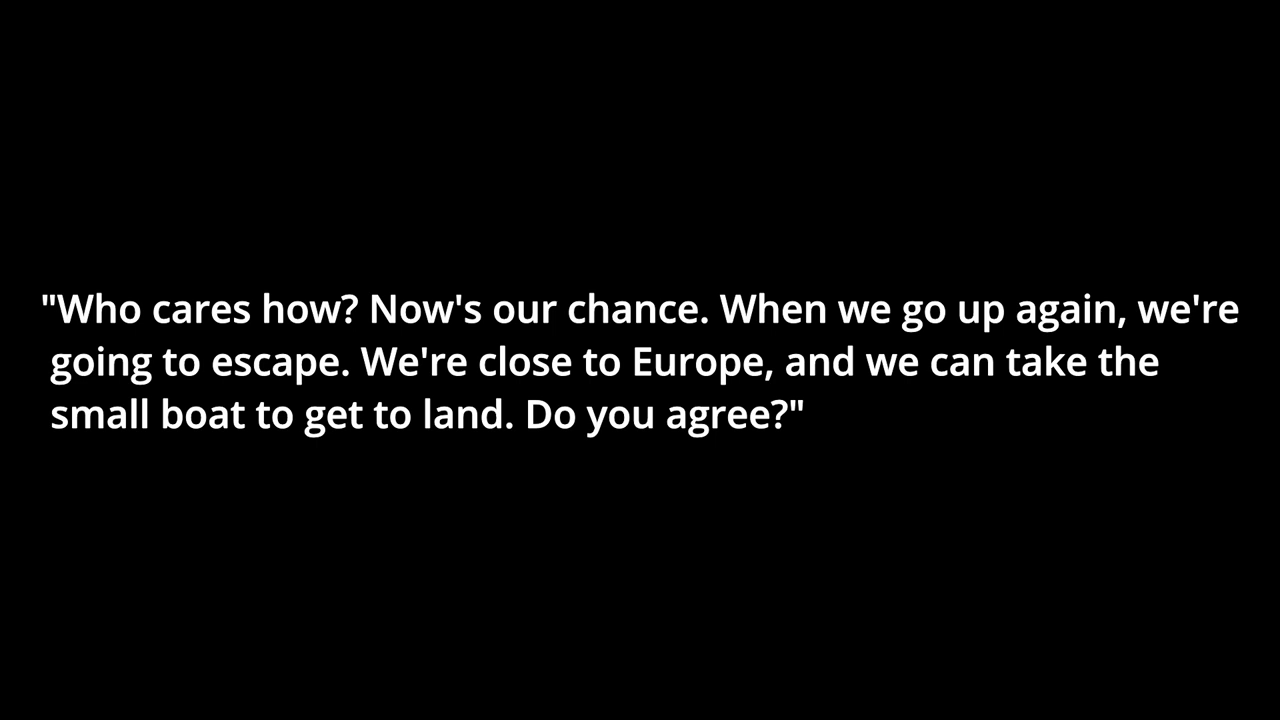 "Who cares how? Now's our chance. When we go up again, we're
going to escape. We're close to Europe, and we can take the
small boat to get to land. Do you agree?"